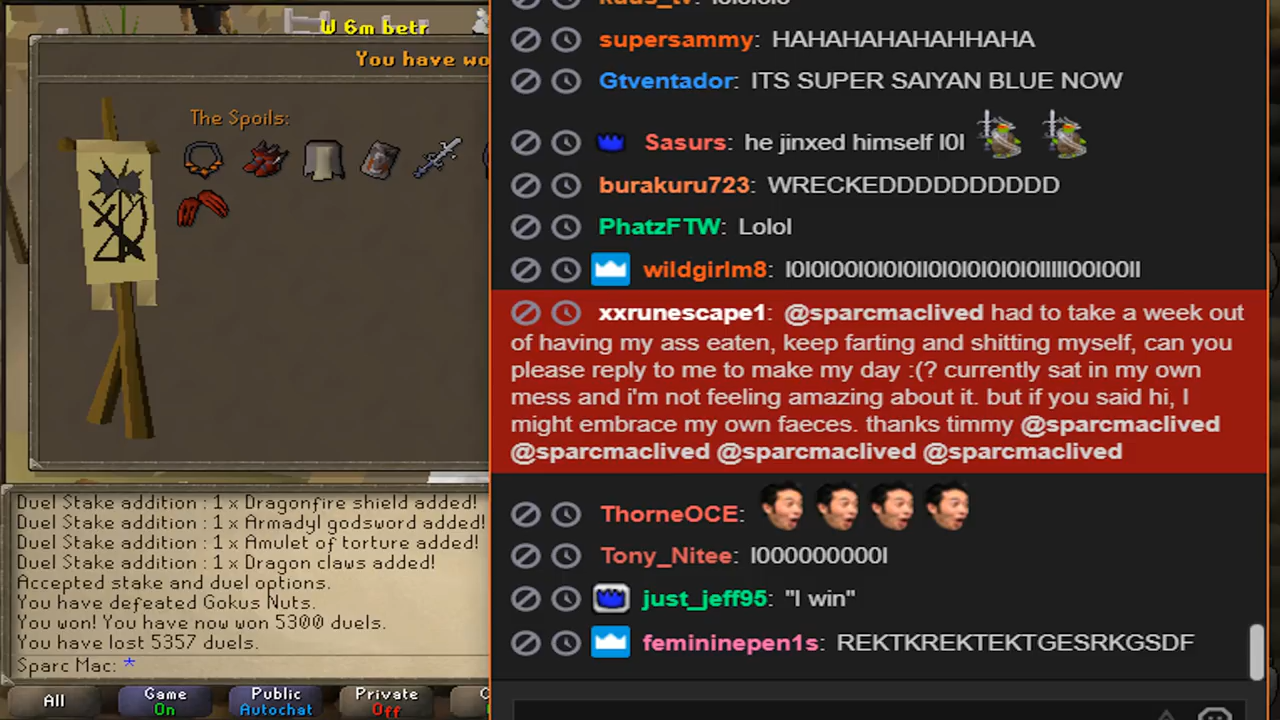 W 6m betr
You have wo
The Spoils:
Duel Stake addition : 1 x Dragonfire shield added!
Duel Stake addition : 1 x Armadyl godsword added!
Duel Stake addition : 1 x Amulet of torture added!
Duel Stake addition : 1 x Dragon claws added!
Accepted stake and duel options.
You have defeated Gokus Nuts.
You won! You have now won 5300 duels.
You have lost 5357 duels.
Sparc Mac: *
All
Game
On
Public
Autochat
Private
Off
supersammy: HAHAHAHAHAHHAHA
Gtventador: ITS SUPER SAIYAN BLUE NOW
Sasurs: he jinxed himself l0l
burakuru723: WRECKEDDDDDDDDDD
PhatzFTW: Lolol
wildgirlm8: l0l0l00l0l0l0ll0l0l0l0l0l0lllll00l00ll
xxrunescape1: @sparcmaclived had to take a week out
of having my ass eaten, keep farting and shitting myself, can you
please reply to me to make my day :(? currently sat in my own
mess and i'm not feeling amazing about it. but if you said hi, I
might embrace my own faeces. thanks timmy @sparcmaclived
@sparcmaclived @sparcmaclived @sparcmaclived
ThorneOCE:
Tony_Nitee: l000000000l
just_jeff95: "I win"
femininepen1s: REKTKREKTEKTGESRKGSDF